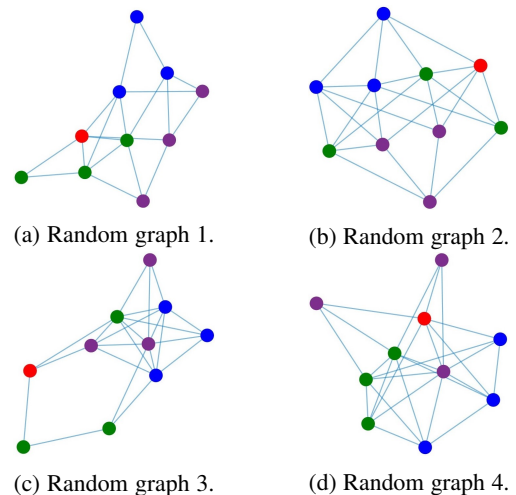 (a) Random graph 1.
(b) Random graph 2.
(c) Random graph 3.
(d) Random graph 4.